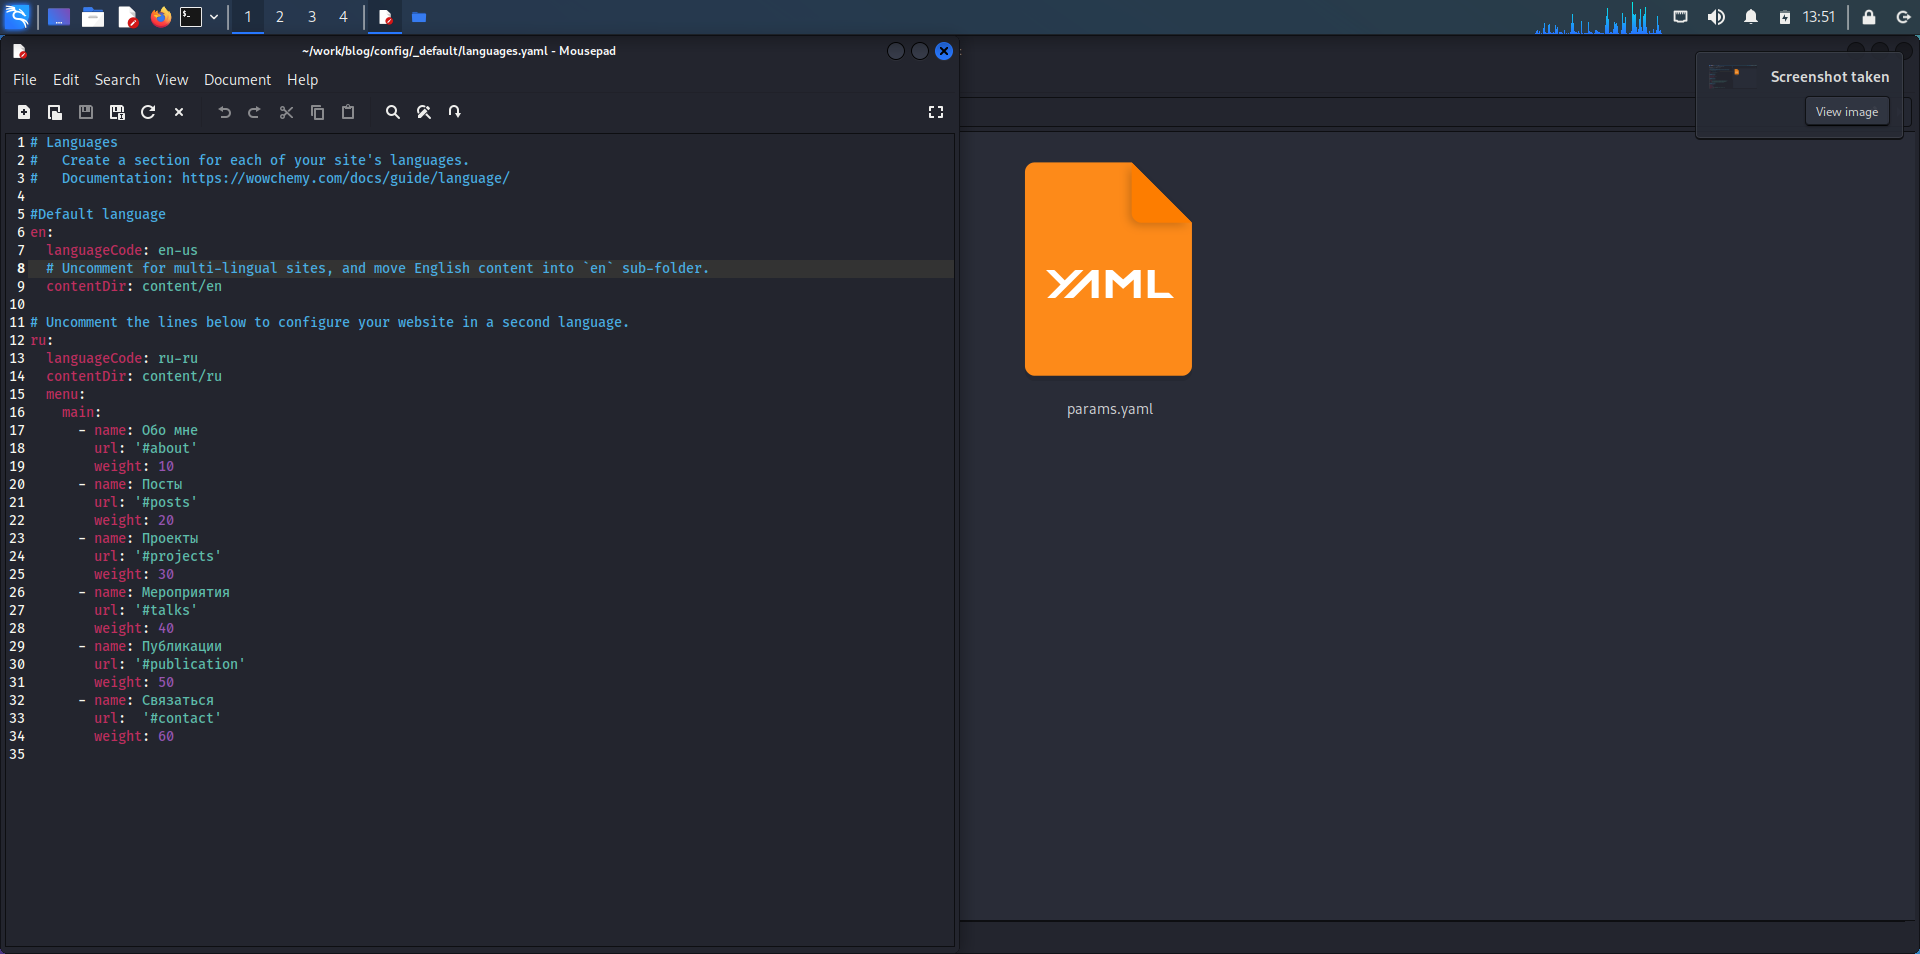 1 2 3 4
13:51
~/work/blog/config/_default/languages.yaml - Mousepad
File Edit Search View Document Help
Screenshot taken
View image
1 # Languages
2 #   Create a section for each of your site's languages.
3 #   Documentation: https://wowchemy.com/docs/guide/language/
4
5 #Default language
6 en:
7   languageCode: en-us
8   # Uncomment for multi-lingual sites, and move English content into `en` sub-folder.
9   contentDir: content/en
10
11 # Uncomment the lines below to configure your website in a second language.
12 ru:
13   languageCode: ru-ru
14   contentDir: content/ru
15   menu:
16     main:
17       - name: Обо мне
18         url: '#about'
19         weight: 10
20       - name: Посты
21         url: '#posts'
22         weight: 20
23       - name: Проекты
24         url: '#projects'
25         weight: 30
26       - name: Мероприятия
27         url: '#talks'
28         weight: 40
29       - name: Публикации
30         url: '#publication'
31         weight: 50
32       - name: Связаться
33         url:  '#contact'
34         weight: 60
35
YAML
params.yaml